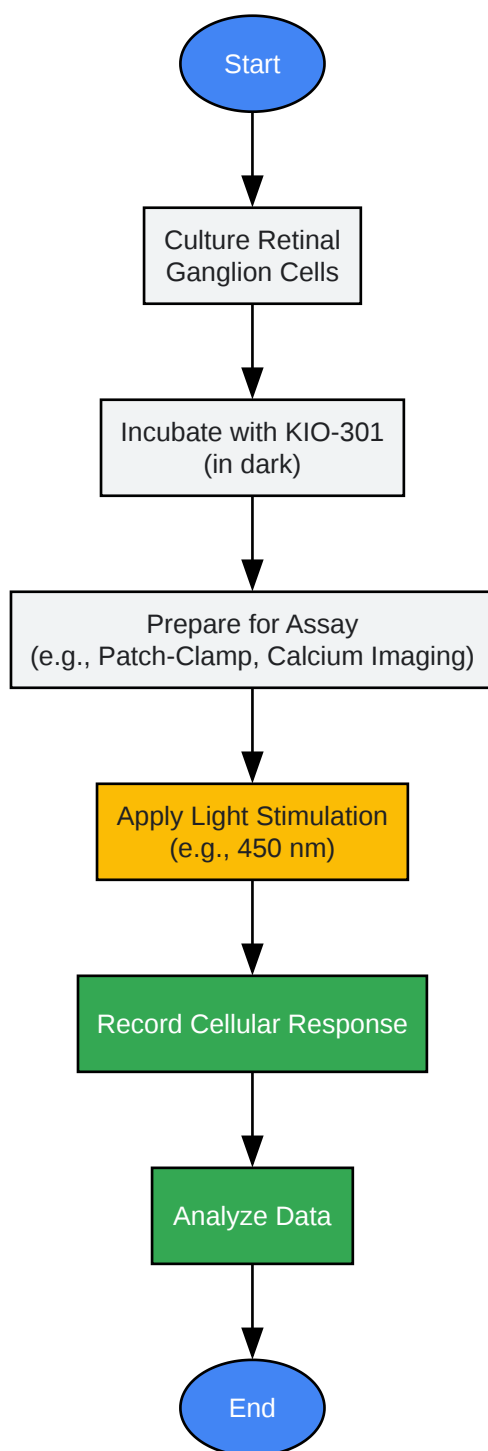 Start
Culture Retinal
Ganglion Cells
Incubate with KIO-301
(in dark)
Prepare for Assay
(e.g., Patch-Clamp, Calcium Imaging)
Apply Light Stimulation
(e.g., 450 nm)
Record Cellular Response
Analyze Data
End